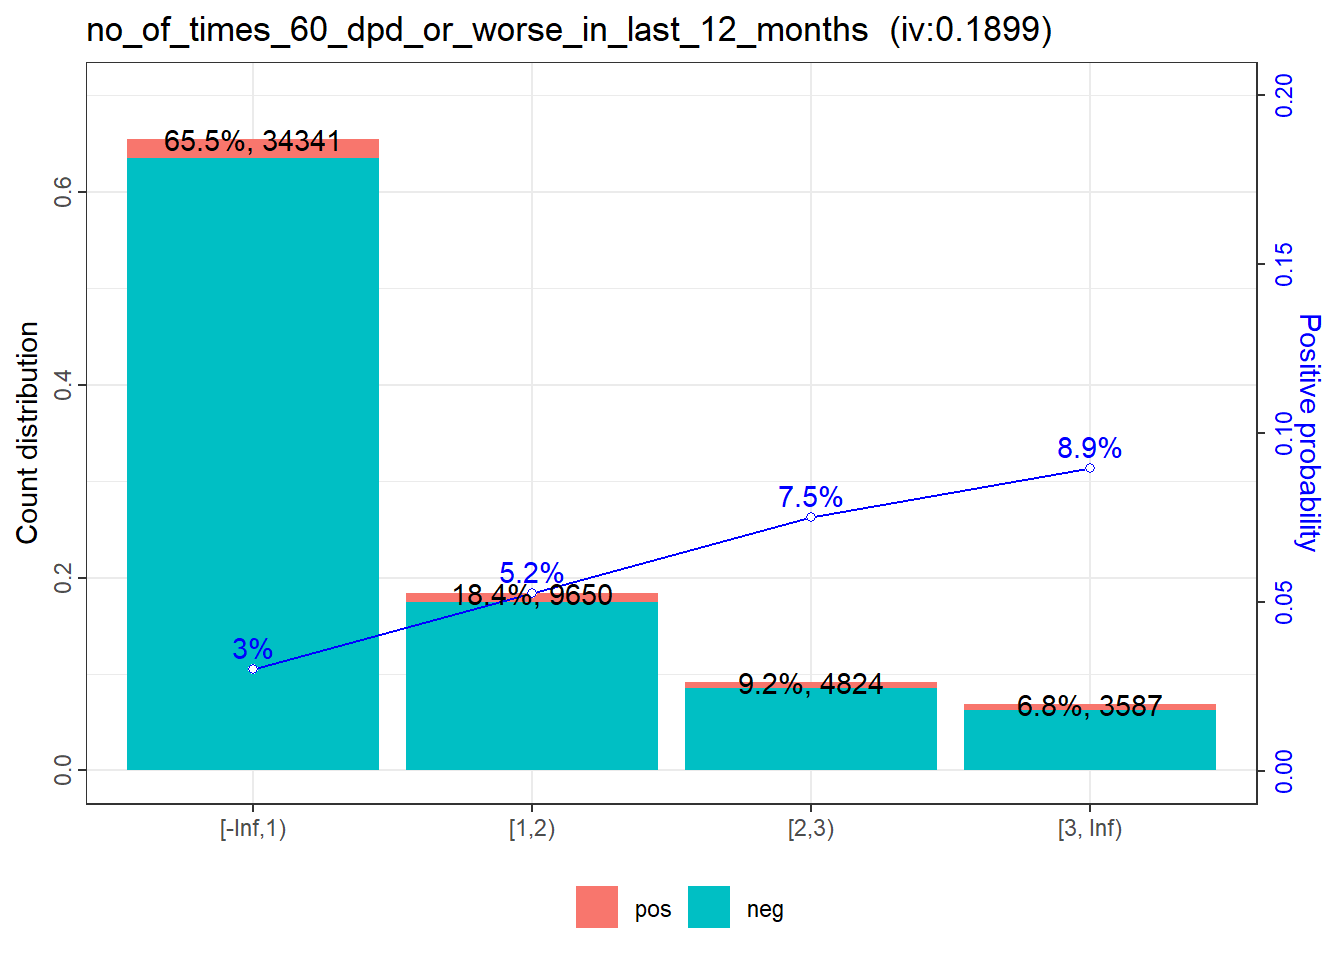 no_of_times_60_dpd_or_worse_in_last_12_months (iv:0.1899)
Count distribution
0.6
0.4
0.2
0.0
65.5%, 34341
18.4%, 9650
9.2%, 4824
6.8%, 3587
3%
5.2%
7.5%
8.9%
0.20
0.15
0.10
0.05
0.00
Positive probability
[-Inf,1)
[1,2)
[2,3)
[3, Inf)
pos
neg